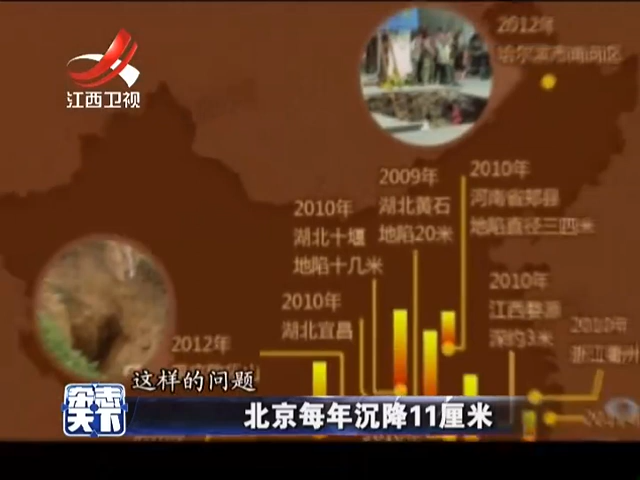 江西卫视
2012年
哈尔滨市南岗区
2009年
湖北黄石
地陷20米
2010年
河南省郏县
地陷直径三四米
2010年
湖北十堰
地陷十几米
2010年
湖北宜昌
2010年
江西婺源
深约3米
2010年
浙江衢州
2012年
这样的问题
杂志天下
北京每年沉降11厘米